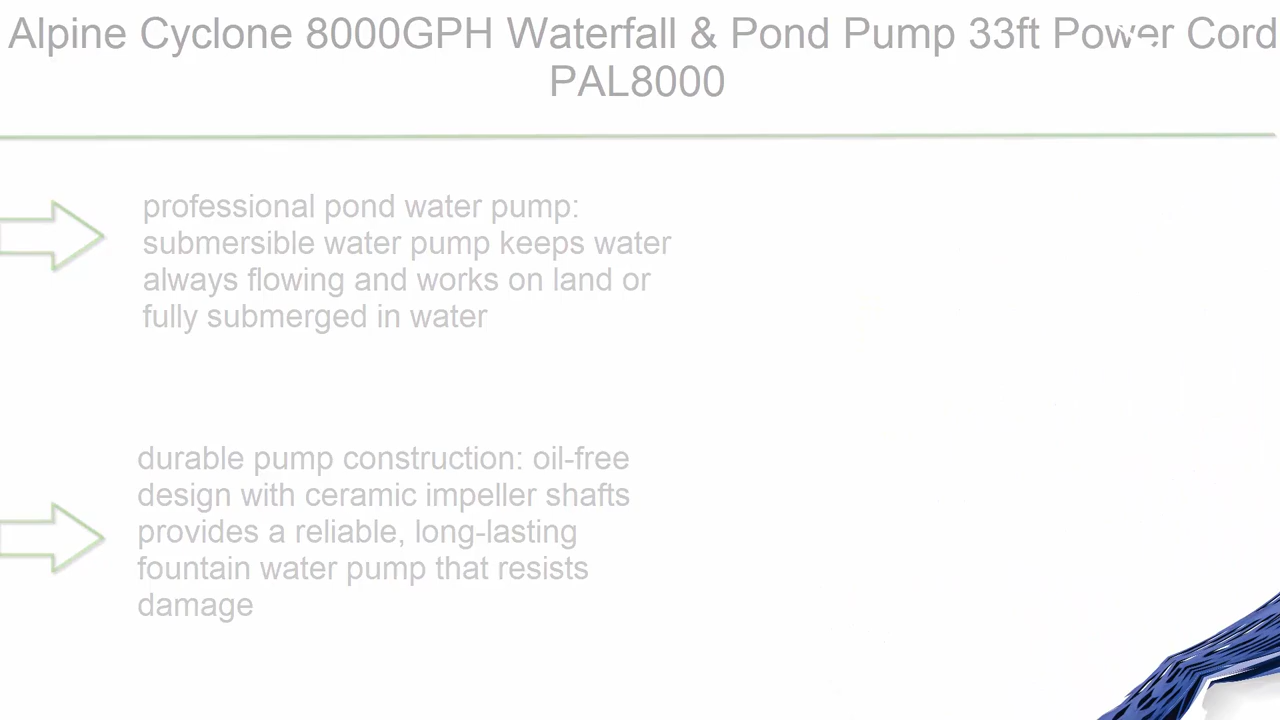 Alpine Cyclone 8000GPH Waterfall & Pond Pump 33ft Power Cord
PAL8000
professional pond water pump:
submersible water pump keeps water
always flowing and works on land or
fully submerged in water
durable pump construction: oil-free
design with ceramic impeller shafts
provides a reliable, long-lasting
fountain water pump that resists
damage